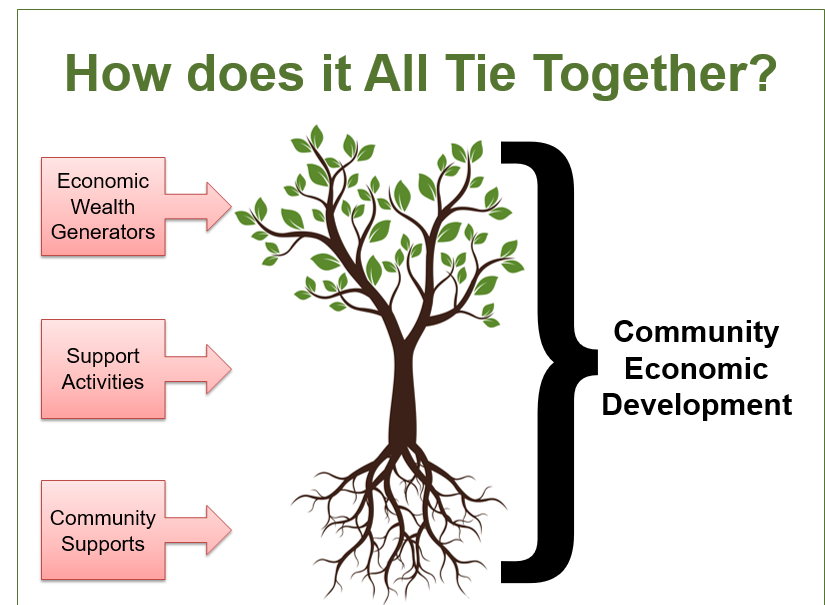 How does it All Tie Together?
Economic
Wealth
Generators
Support
Activities
Community
Supports
Community
Economic
Development